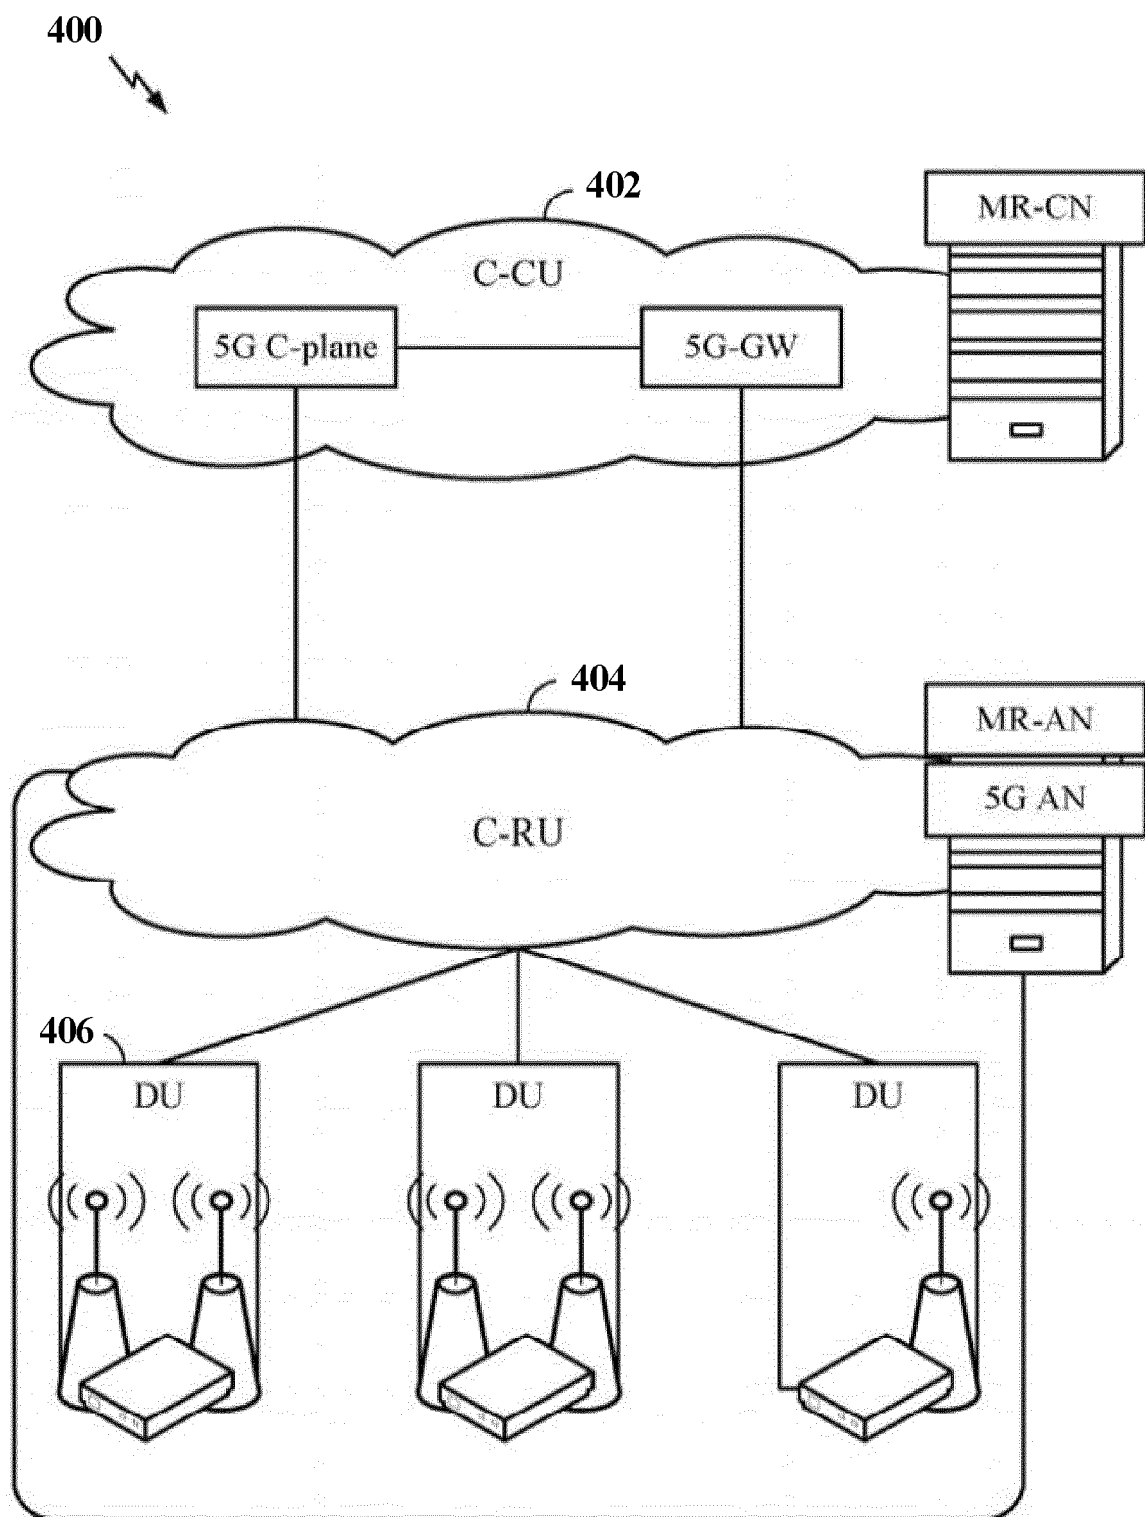 400
402
MR-CN
C-CU
5G C-plane
5G-GW
404
MR-AN
5G AN
C-RU
406
DU
DU
DU